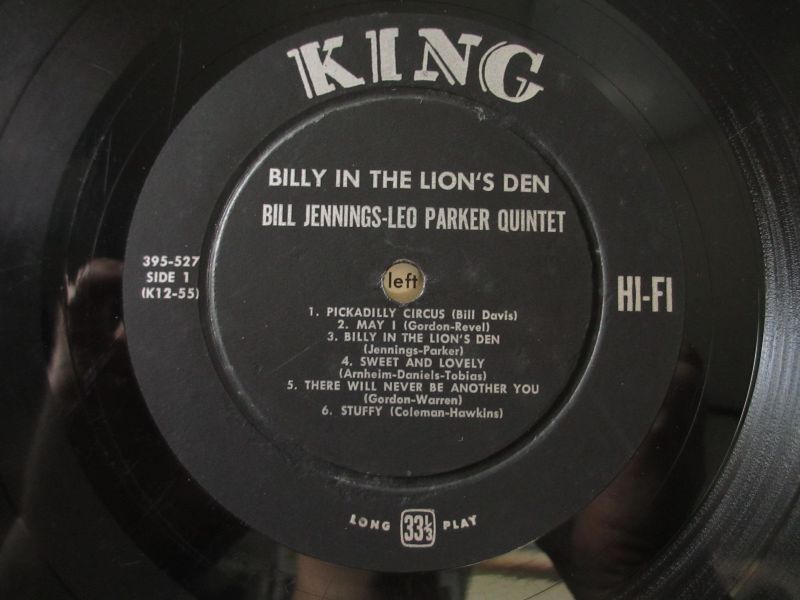 KING
BILLY IN THE LION'S DEN
BILL JENNINGS-LEO PARKER QUINTET
395-527
SIDE 1
(K12-55)
left
HI-FI
1. PICKADILLY CIRCUS (Bill Davis)
2. MAY I (Gordon-Revel)
3. BILLY IN THE LION'S DEN
(Jennings-Parker)
4. SWEET AND LOVELY
(Arnheim-Daniels-Tobias)
5. THERE WILL NEVER BE ANOTHER YOU
(Gordon-Warren)
6. STUFFY (Coleman-Hawkins)
LONG 33⅓ PLAY